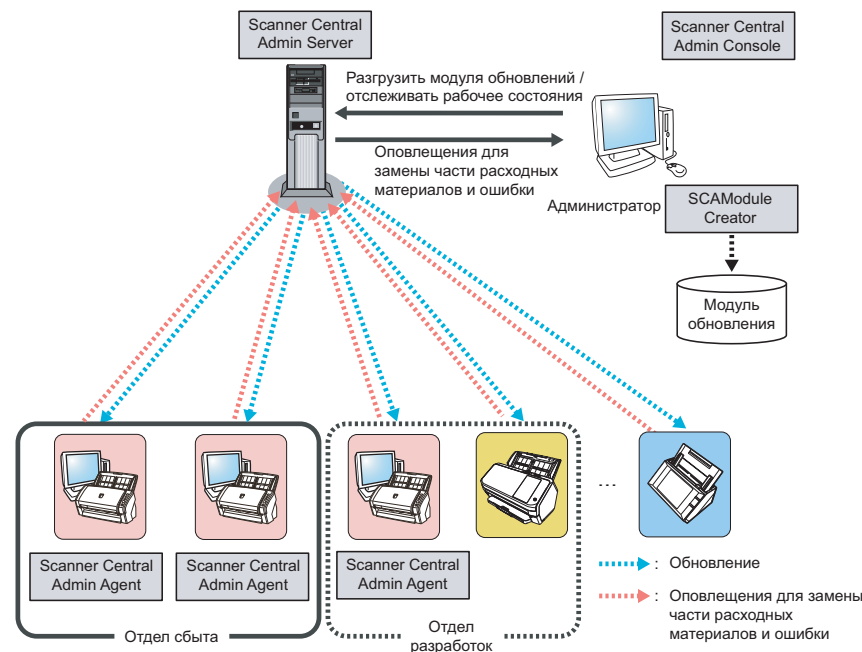 Scanner Central
Admin Server
Scanner Central
Admin Console
Разгрузить модуля обновлений /
отслеживать рабочее состояния
Оповлещения для
замены части расходных
материалов и ошибки
Администратор
SCAModule
Creator
Модуль
обновления
...
Scanner Central
Admin Agent
Scanner Central
Admin Agent
Scanner Central
Admin Agent
Отдел сбыта
Отдел
разработок
: Обновление
: Оповлещения для замены
части расходных
материалов и ошибки